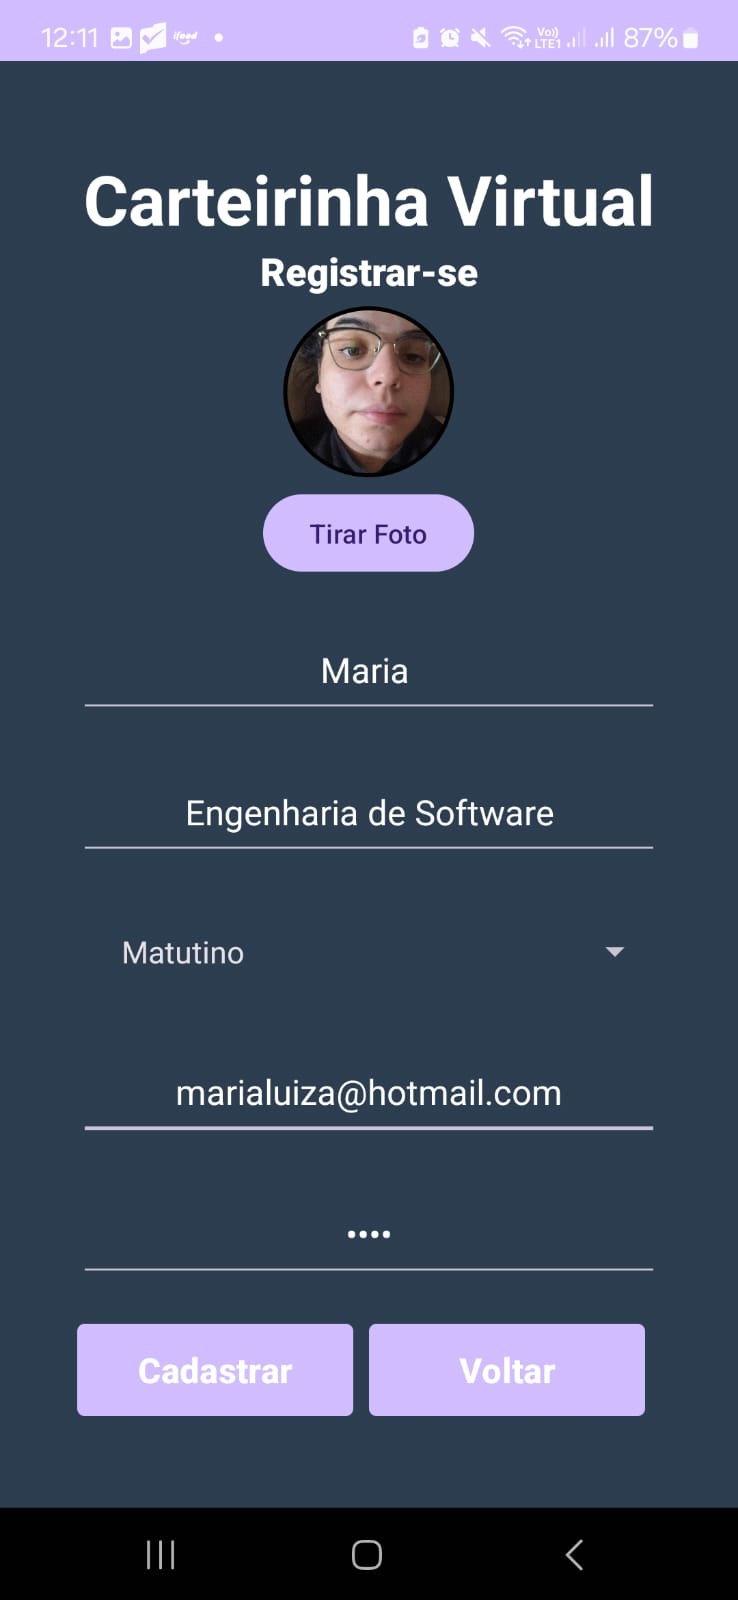 12:11 ifood Vo)) LTE1 87%
Carteirinha Virtual
Registrar-se
Tirar Foto
Maria
Engenharia de Software
Matutino
marialuiza@hotmail.com
••••
Cadastrar Voltar